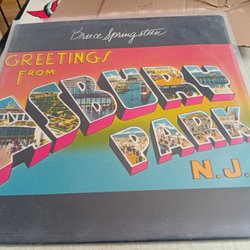 Bruce Springsteen
GREETINGS
FROM
ASBURY
PARK
N.J.